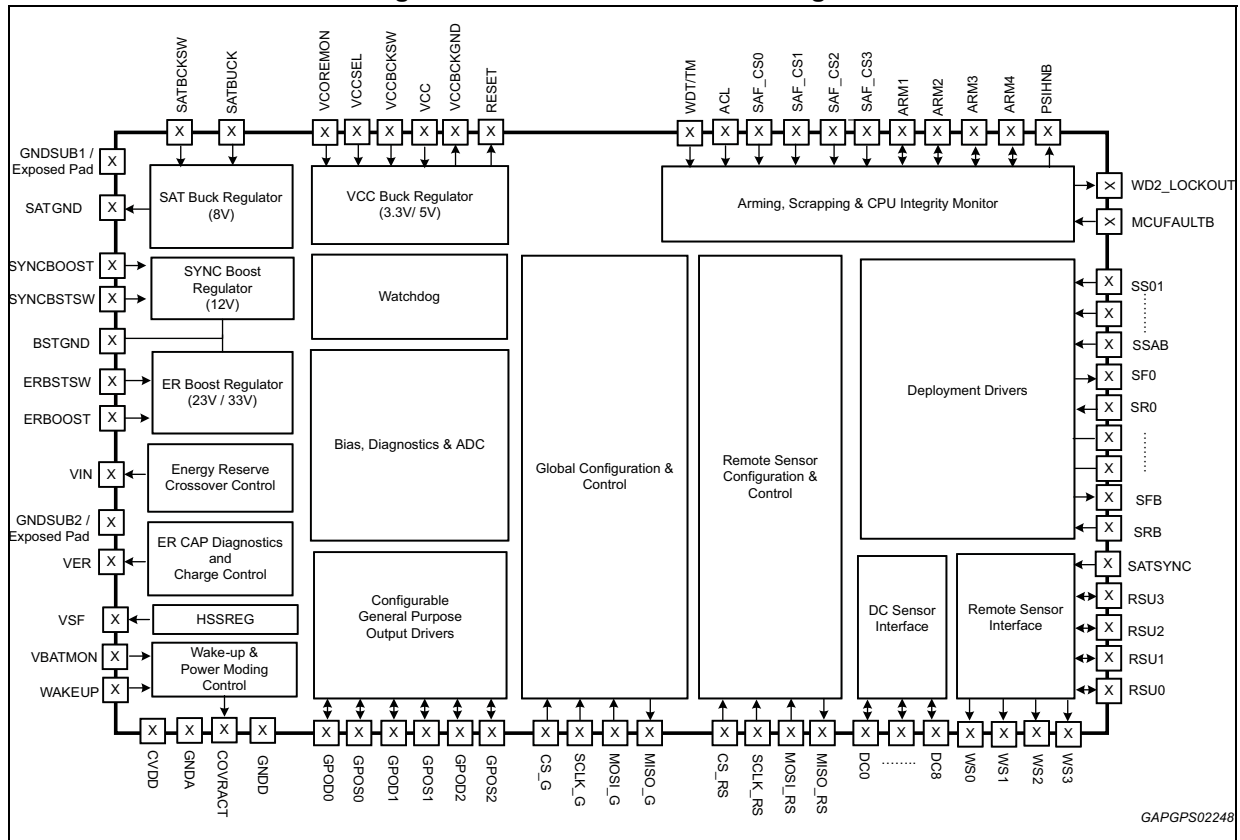 SATBCKSW
SATBUCK
VCOREMON
VCCSEL
VCCBCKSW
VCC
VCCBCKGND
RESET
WDT/TM
ACL
SAF_CS0
SAF_CS1
SAF_CS2
SAF_CS3
ARM1
ARM2
ARM3
ARM4
PSIHNB
X X X X X X X X X X X X X X X X X X X
GNDSUB1 /
Exposed Pad
X
SATGND
X
SYNCBOOST
X
SYNCBSTSW
X
BSTGND
X
ERBSTSW
X
ERBOOST
X
VIN
X
GNDSUB2 /
Exposed Pad
X
VER
X
VSF
X
VBATMON
X
WAKEUP
X
SAT Buck Regulator
(8V)
SYNC Boost
Regulator
(12V)
ER Boost Regulator
(23V / 33V)
Energy Reserve
Crossover Control
ER CAP Diagnostics
and
Charge Control
HSSREG
Wake-up &
Power Moding
Control
VCC Buck Regulator
(3.3V/ 5V)
Watchdog
Bias, Diagnostics & ADC
Configurable
General Purpose
Output Drivers
Global Configuration &
Control
Remote Sensor
Configuration &
Control
Arming, Scrapping & CPU Integrity Monitor
Deployment Drivers
DC Sensor
Interface
Remote Sensor
Interface
X
WD2_LOCKOUT
X
MCUFAULTB
X
SS01
X
........
X
SSAB
X
SF0
X
SR0
X
........
X
X
SFB
X
SRB
X
SATSYNC
X
RSU3
X
RSU2
X
RSU1
X
RSU0
X X X X X X X X X X X X X X X X X X X X X X X X X
CVDD
GNDA
COVRACT
GNDD
GPOD0
GPOS0
GPOD1
GPOS1
GPOD2
GPOS2
CS_G
SCLK_G
MOSI_G
MISO_G
CS_RS
SCLK_RS
MOSI_RS
MISO_RS
DC0
........
DC8
WS0
WS1
WS2
WS3
GAPGPS02248